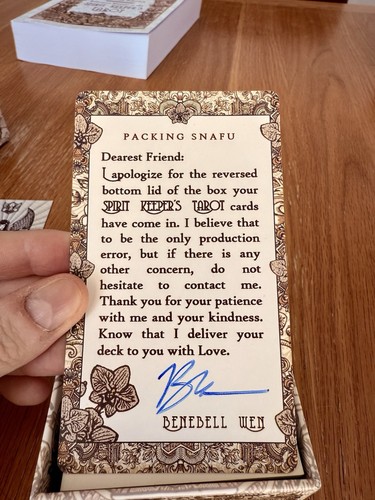 PACKING SNAFU
Dearest Friend:
I apologize for the reversed
bottom lid of the box your
SPIRIT KEEPER'S TAROT cards
have come in. I believe that
to be the only production
error, but if there is any
other concern, do not
hesitate to contact me.
Thank you for your patience
with me and your kindness.
Know that I deliver your
deck to you with Love.
BENEBELL WEN